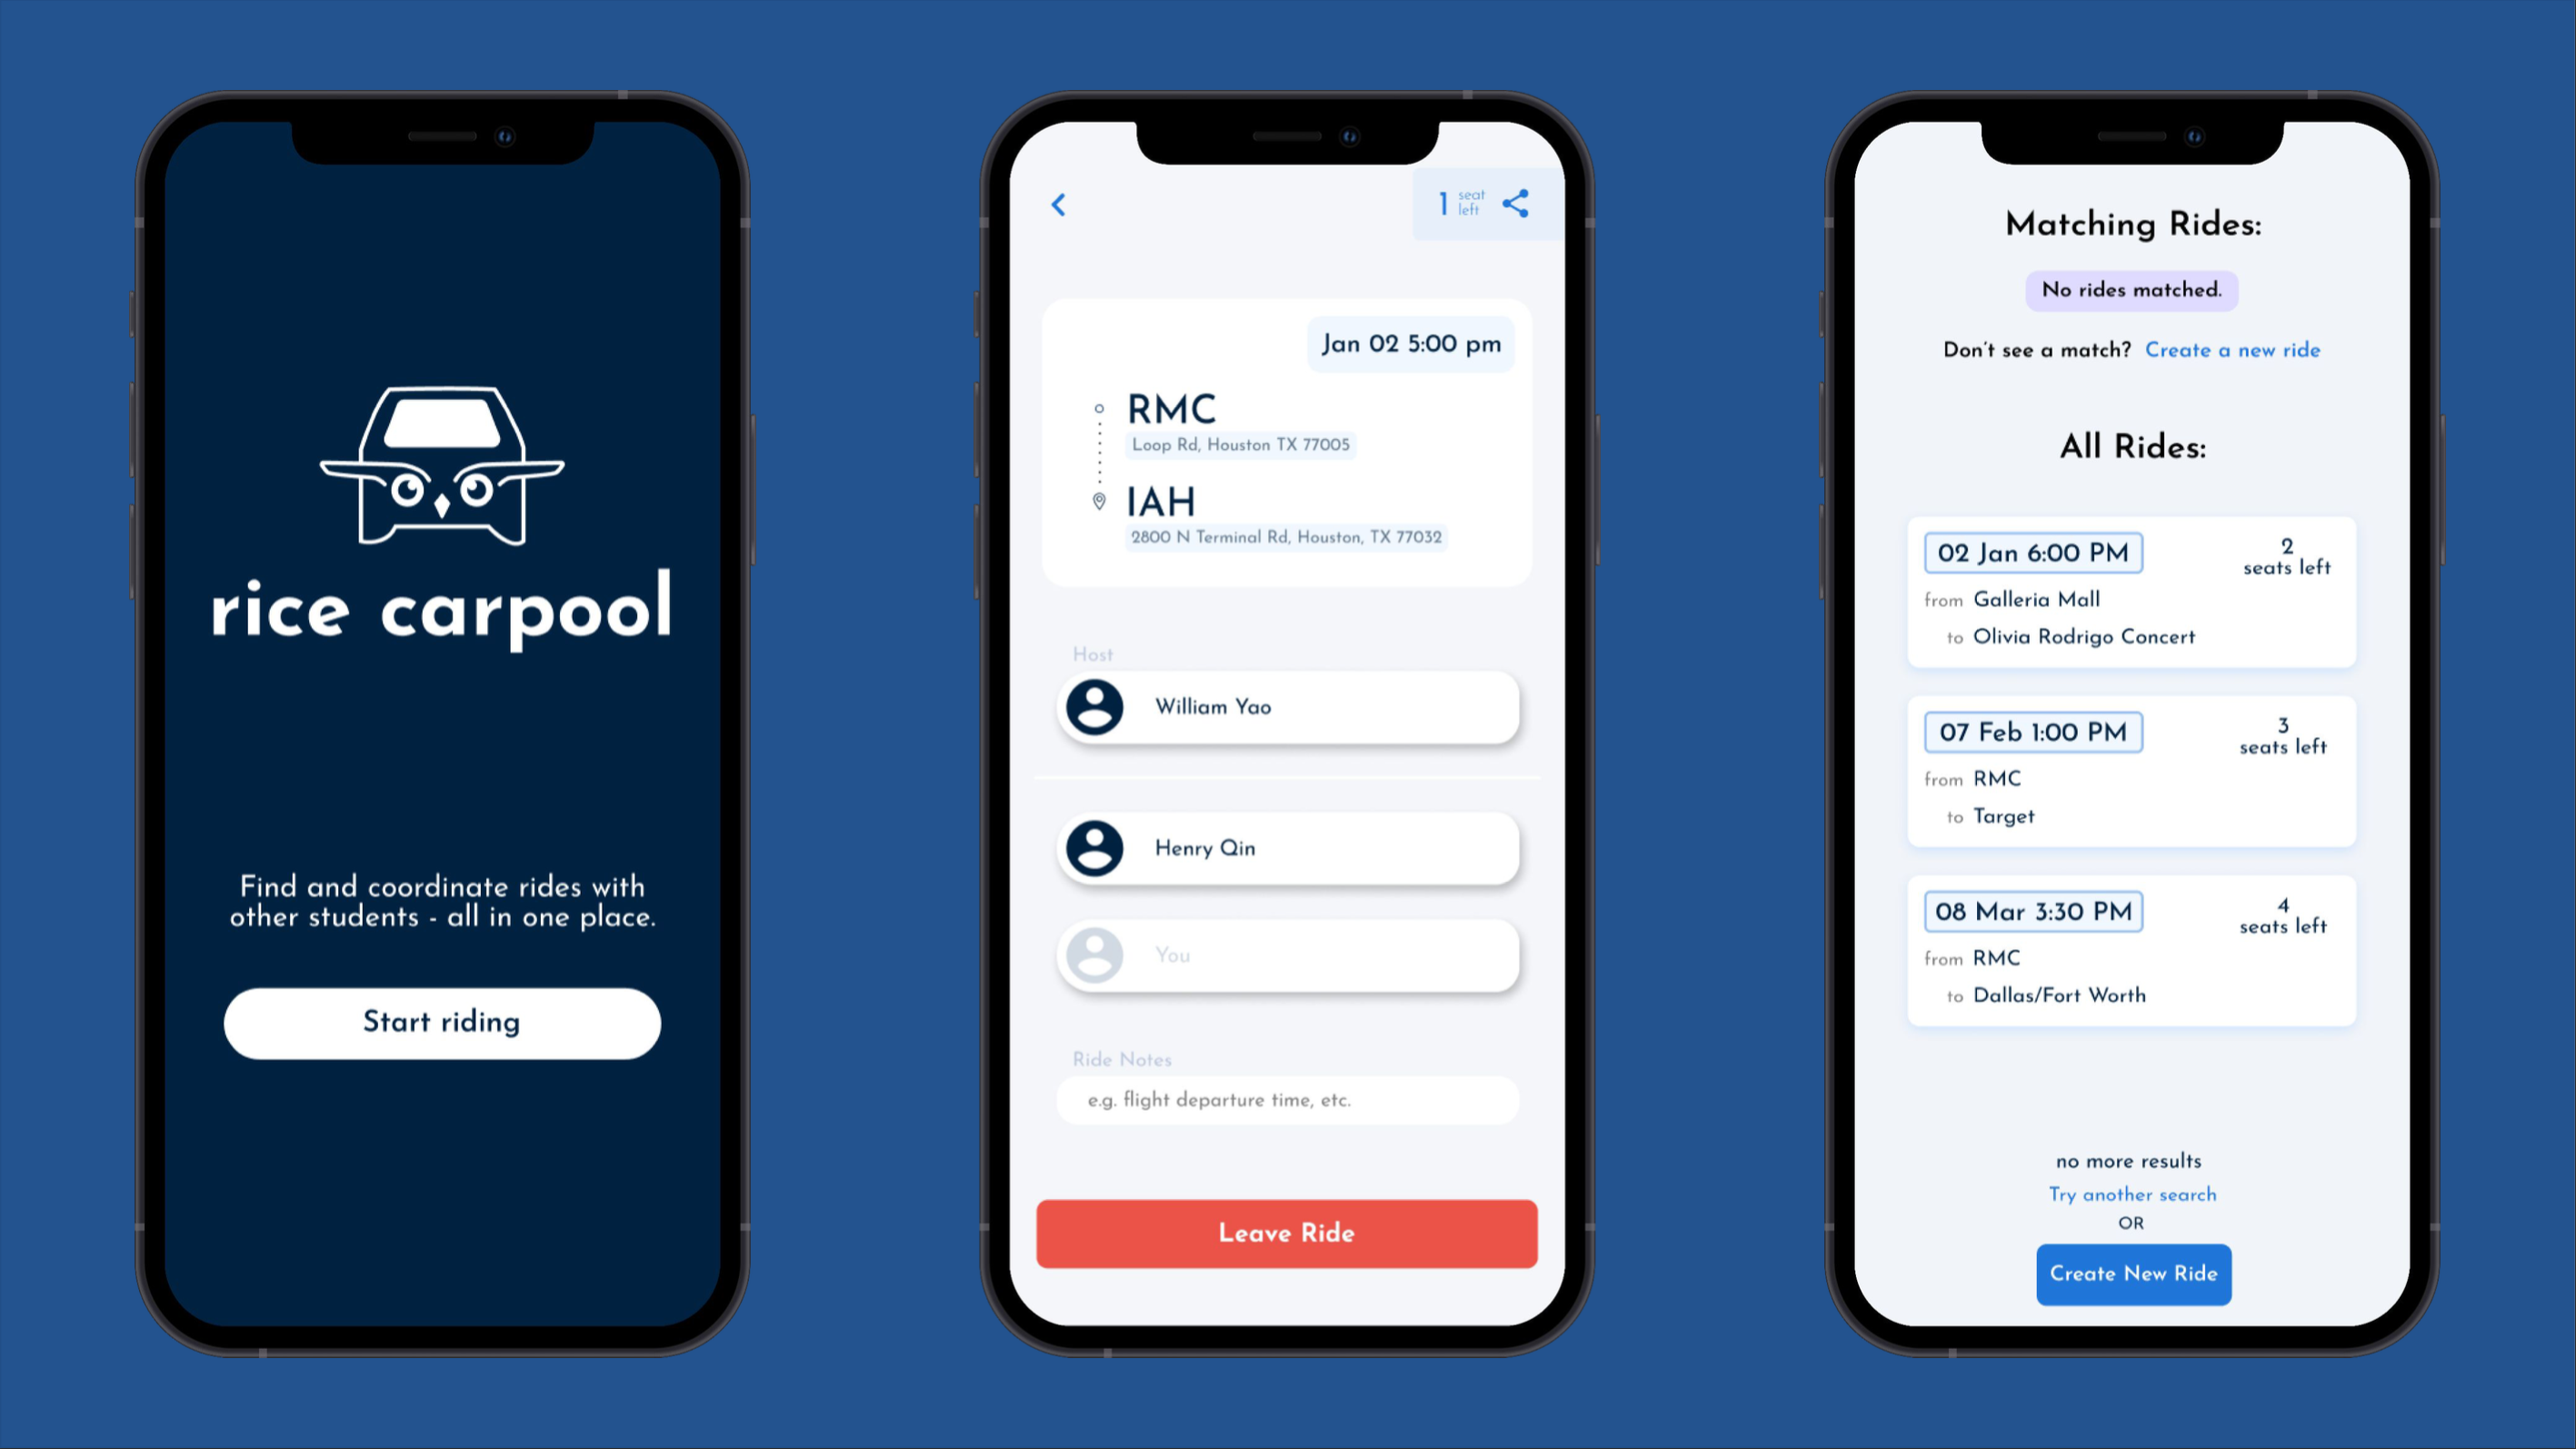 rice carpool
Find and coordinate rides with
other students - all in one place.
Start riding
1 seat
left
Jan 02 5:00 pm
RMC
Loop Rd, Houston TX 77005
IAH
2800 N Terminal Rd, Houston, TX 77032
Host
William Yao
Henry Qin
You
Ride Notes
e.g. flight departure time, etc.
Leave Ride
Matching Rides:
No rides matched.
Don't see a match? Create a new ride
All Rides:
02 Jan 6:00 PM
2
seats left
from Galleria Mall
to Olivia Rodrigo Concert
07 Feb 1:00 PM
3
seats left
from RMC
to Target
08 Mar 3:30 PM
4
seats left
from RMC
to Dallas/Fort Worth
no more results
Try another search
OR
Create New Ride